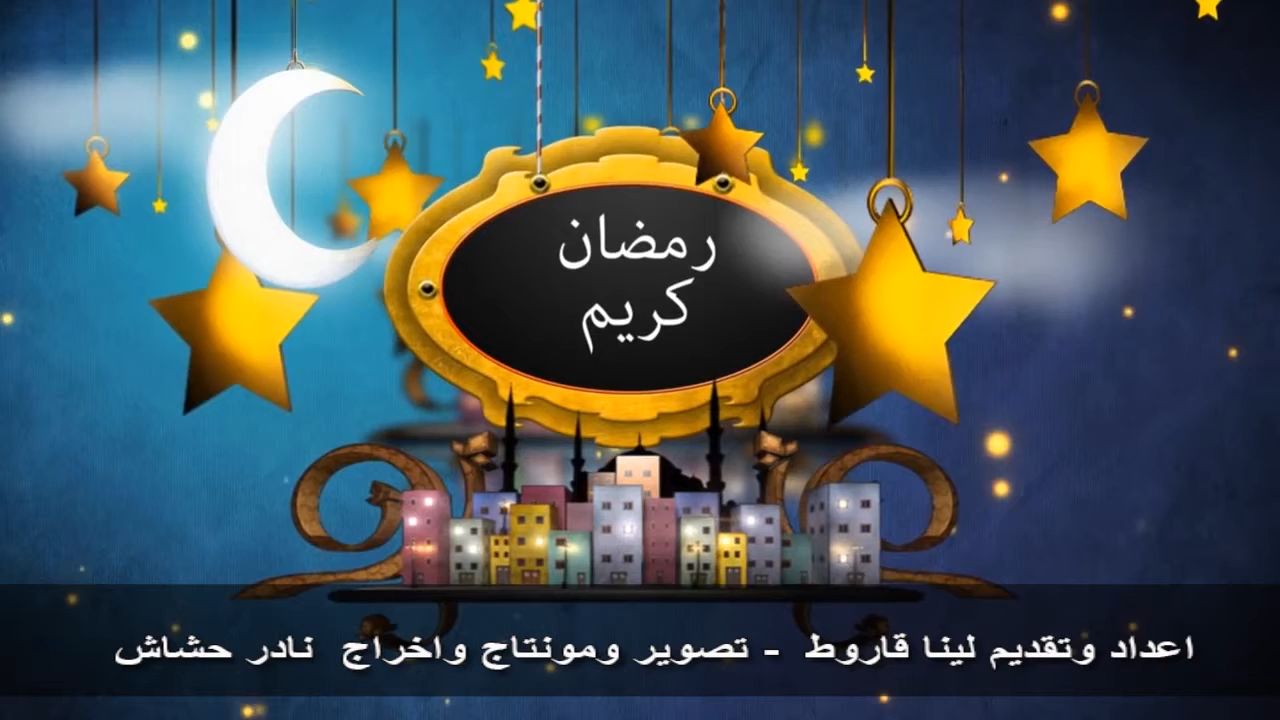 رمضان
كريم
اعداد وتقديم لينا قاروط - تصوير ومونتاج واخراج نادر حشاش